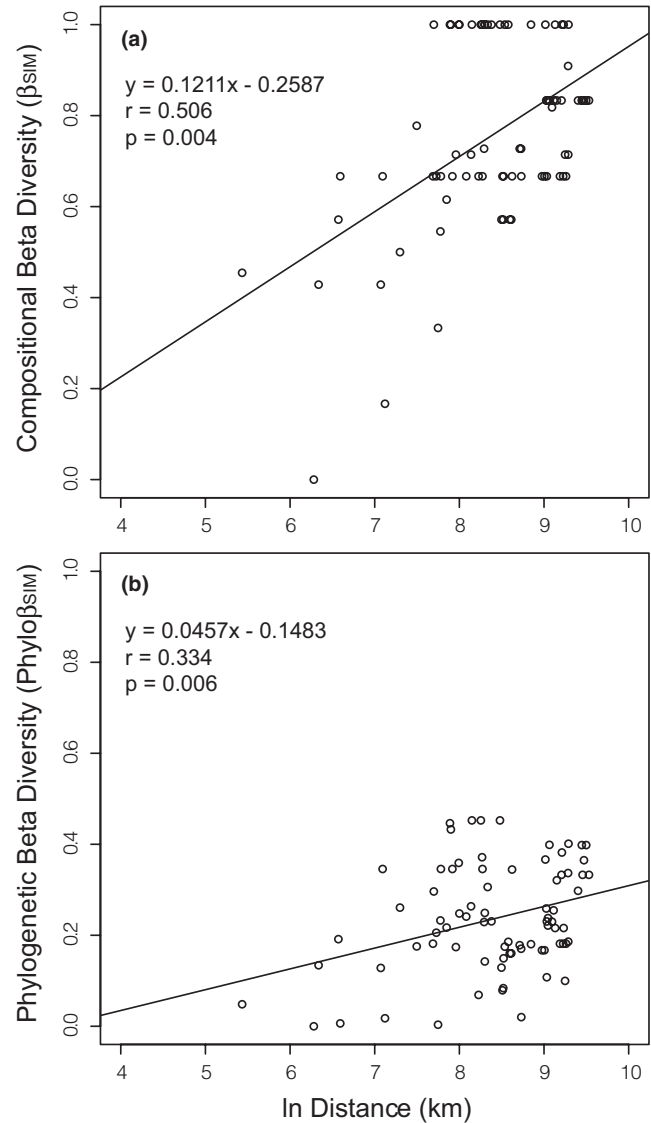 (a)
y = 0.1211x - 0.2587
r = 0.506
p = 0.004
Compositional Beta Diversity (βSIM)
1.0
0.8
0.6
0.4
0.2
0.0
4 5 6 7 8 9 10
(b)
y = 0.0457x - 0.1483
r = 0.334
p = 0.006
Phylogenetic Beta Diversity (PhyloβSIM)
1.0
0.8
0.6
0.4
0.2
0.0
4 5 6 7 8 9 10
ln Distance (km)